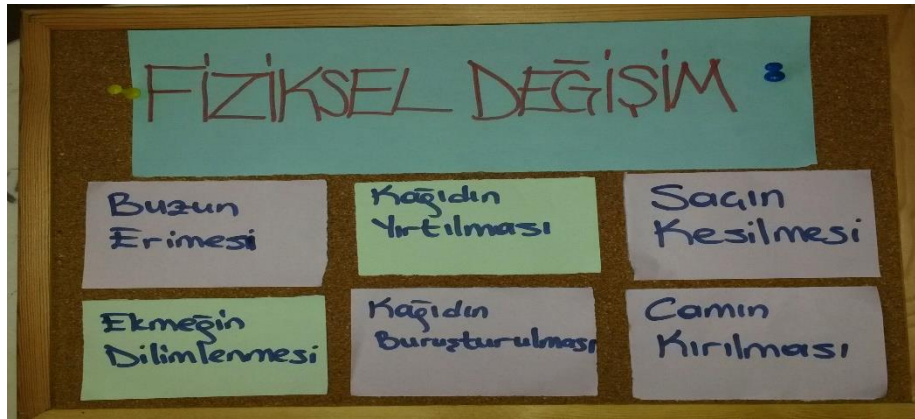 FİZİKSEL DEĞİŞİM
Buzun
Erimesi
Kağıdın
Yırtılması
Saçın
Kesilmesi
Ekmeğin
Dilimlenmesi
Kağıdın
Buruşturulması
Camın
Kırılması